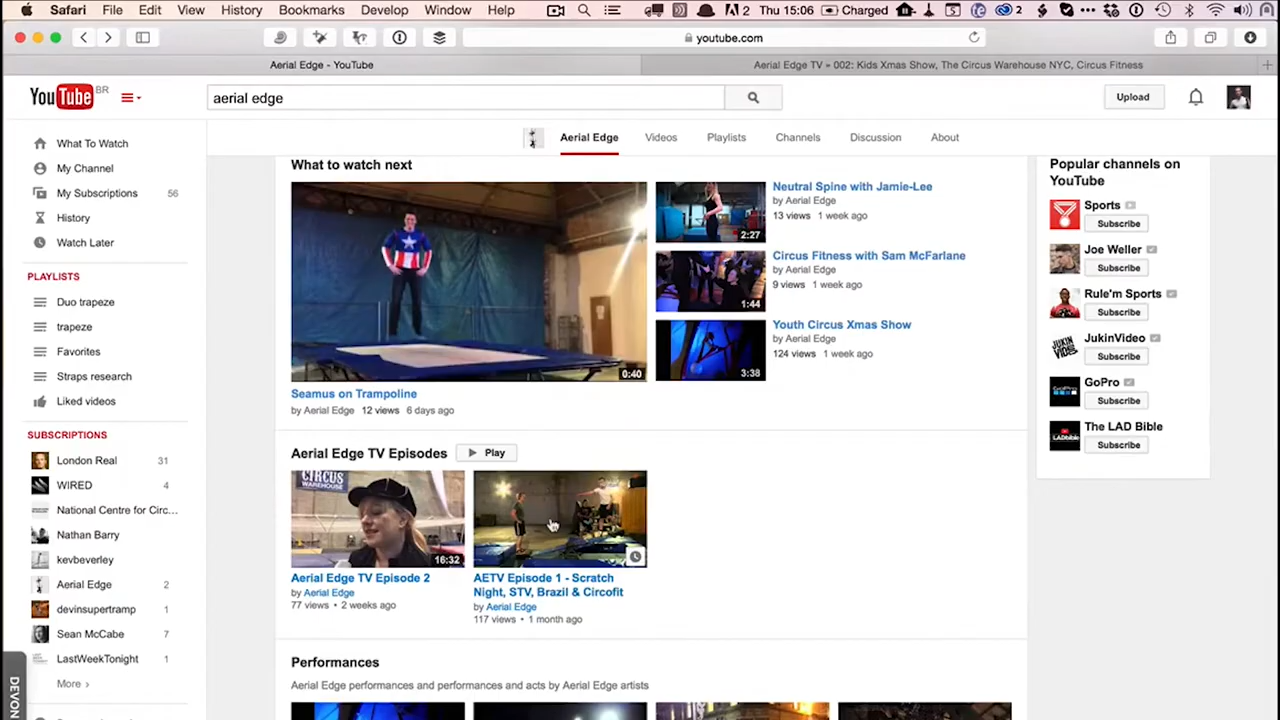 Safari File Edit View History Bookmarks Develop Window Help 2 Thu 15:06 Charged 2
youtube.com
Aerial Edge - YouTube
Aerial Edge TV » 002: Kids Xmas Show, The Circus Warehouse NYC, Circus Fitness
YouTube BR
aerial edge
Upload
Aerial Edge Videos Playlists Channels Discussion About
What To Watch
My Channel
My Subscriptions 56
History
Watch Later
PLAYLISTS
Duo trapeze
trapeze
Favorites
Straps research
Liked videos
SUBSCRIPTIONS
London Real 31
WIRED 4
National Centre for Circ...
Nathan Barry
kevbeverley
Aerial Edge 2
devinsupertramp 1
Sean McCabe 7
LastWeekTonight 1
More ›
DEVON
What to watch next
0:40
Seamus on Trampoline
by Aerial Edge 12 views 6 days ago
2:27
Neutral Spine with Jamie-Lee
by Aerial Edge
13 views 1 week ago
1:44
Circus Fitness with Sam McFarlane
by Aerial Edge
9 views 1 week ago
3:38
Youth Circus Xmas Show
by Aerial Edge
124 views 1 week ago
Aerial Edge TV Episodes Play
CIRCUS
WAREHOUSE
16:32
Aerial Edge TV Episode 2
by Aerial Edge
77 views • 2 weeks ago
AETV Episode 1 - Scratch
Night, STV, Brazil & Circofit
by Aerial Edge
117 views • 1 month ago
Performances
Aerial Edge performances and performances and acts by Aerial Edge artists
Popular channels on
YouTube
Sports
Subscribe
Joe Weller
Subscribe
Rule'm Sports
Subscribe
JUKIN VIDEO
JukinVideo
Subscribe
GoPro
Subscribe
LADbible
The LAD Bible
Subscribe